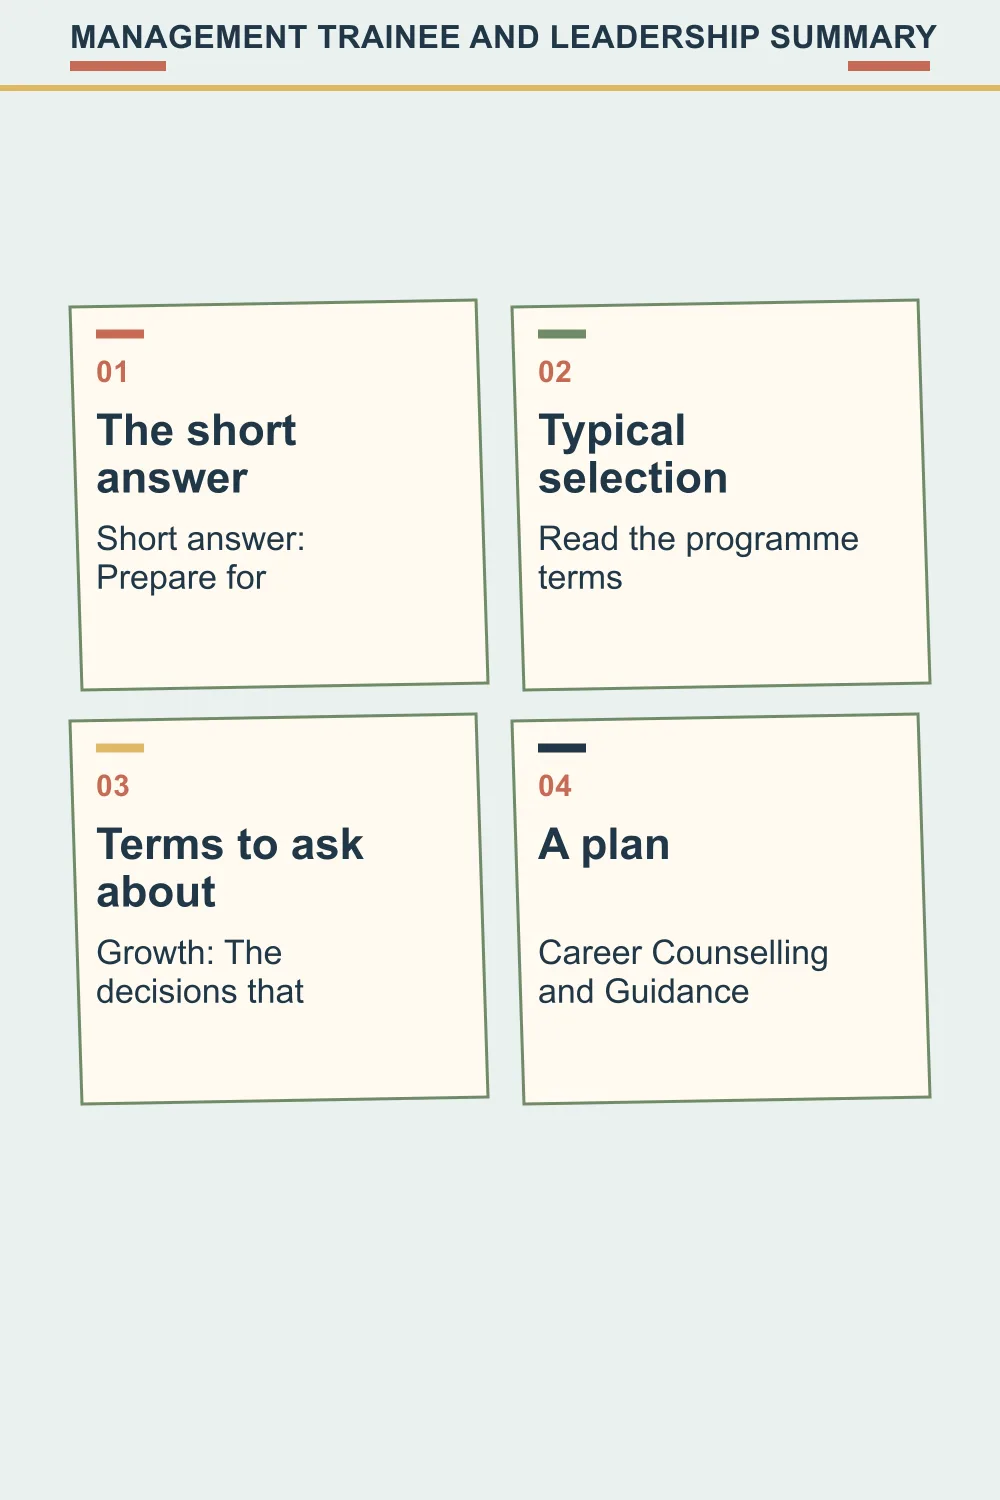 MANAGEMENT TRAINEE AND LEADERSHIP SUMMARY
01
The short
answer
Short answer:
Prepare for
02
Typical
selection
Read the programme
terms
03
Terms to ask
about
Growth: The
decisions that
04
A plan
Career Counselling
and Guidance